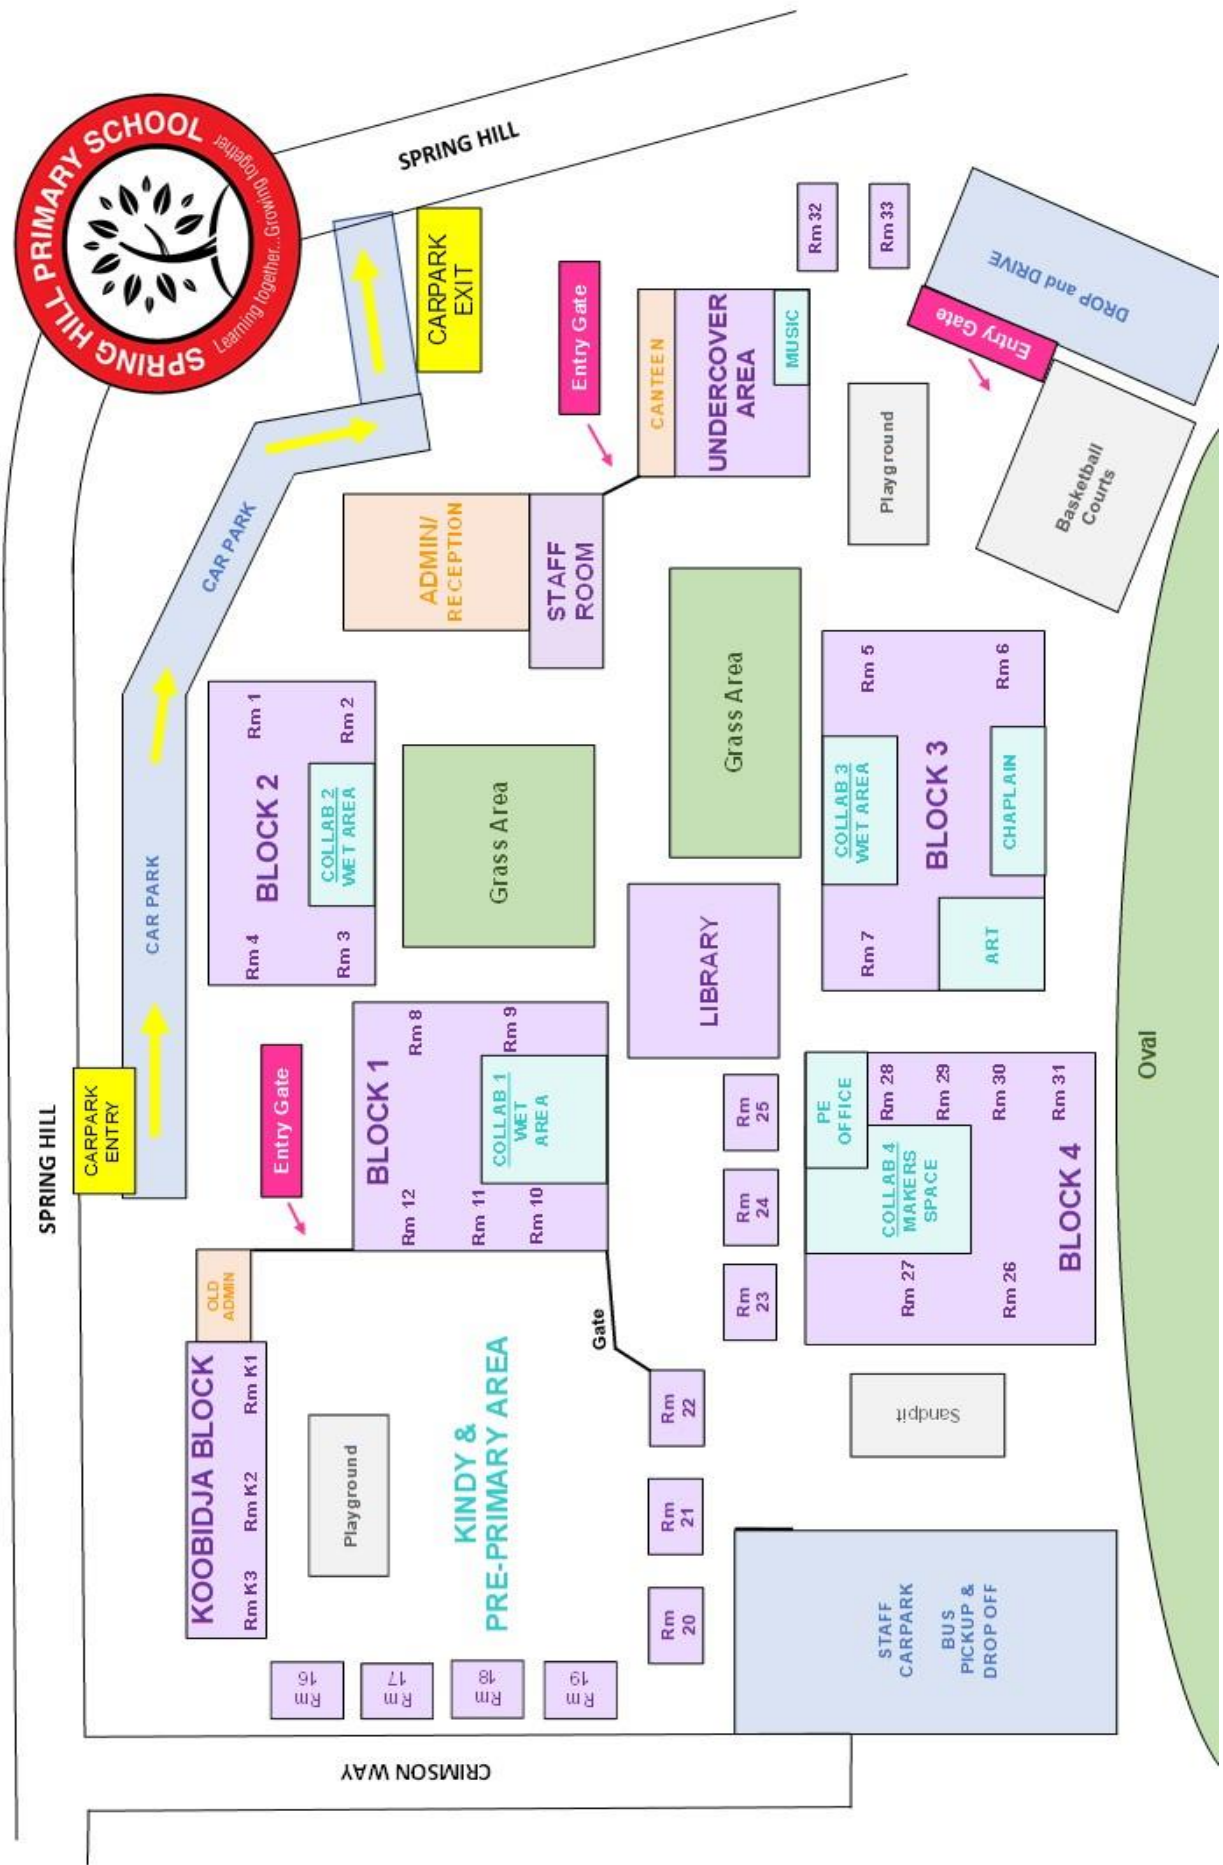 SPRING HILL PRIMARY SCHOOL
Learning together...Growing together
SPRING HILL
SPRING HILL
CARPARK
ENTRY
CAR PARK
CAR PARK
CARPARK
EXIT
KOOBIDJA BLOCK
Rm K3
Rm K2
Rm K1
OLD
ADMIN
Entry Gate
BLOCK 2
Rm 4
Rm 1
Rm 3
Rm 2
COLLAB 2
WET AREA
ADMIN/
RECEPTION
STAFF
ROOM
Entry Gate
CANTEEN
UNDERCOVER
AREA
MUSIC
Rm 32
Rm 33
Rm 16
Rm 17
Rm 18
Rm 19
Playground
KINDY &
PRE-PRIMARY AREA
BLOCK 1
Rm 12
Rm 8
Rm 11
Rm 9
Rm 10
COLLAB 1
WET
AREA
Gate
Grass Area
Grass Area
LIBRARY
Rm
20
Rm
21
Rm
22
Rm
23
Rm
24
Rm
25
Playground
Entry Gate
DROP and DRIVE
Basketball
Courts
BLOCK 3
Rm 7
Rm 5
Rm 6
COLLAB 3
WET AREA
ART
CHAPLAIN
PE
OFFICE
COLLAB 4
MAKERS
SPACE
Rm 28
Rm 29
Rm 30
Rm 31
Rm 27
Rm 26
BLOCK 4
Sandpit
STAFF
CARPARK
BUS
PICKUP &
DROP OFF
CRIMSON WAY
Oval